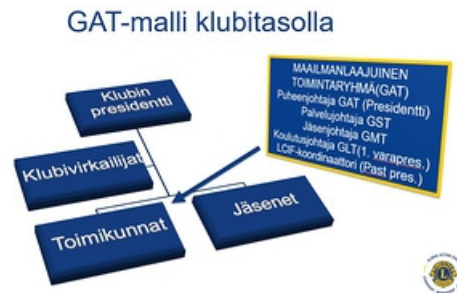 GAT-malli klubitasolla
Klubin
presidentti
Klubivirkailijat
Toimikunnat
Jäsenet
MAAILMANLAAJUINEN
TOIMINTARYHMÄ(GAT)
Puheenjohtaja GAT (Presidentti)
Palvelujohtaja GST
Jäsenjohtaja GMT
Koulutusjohtaja GLT(1. varapres.)
LCIF-koordinaattori (Past pres.)